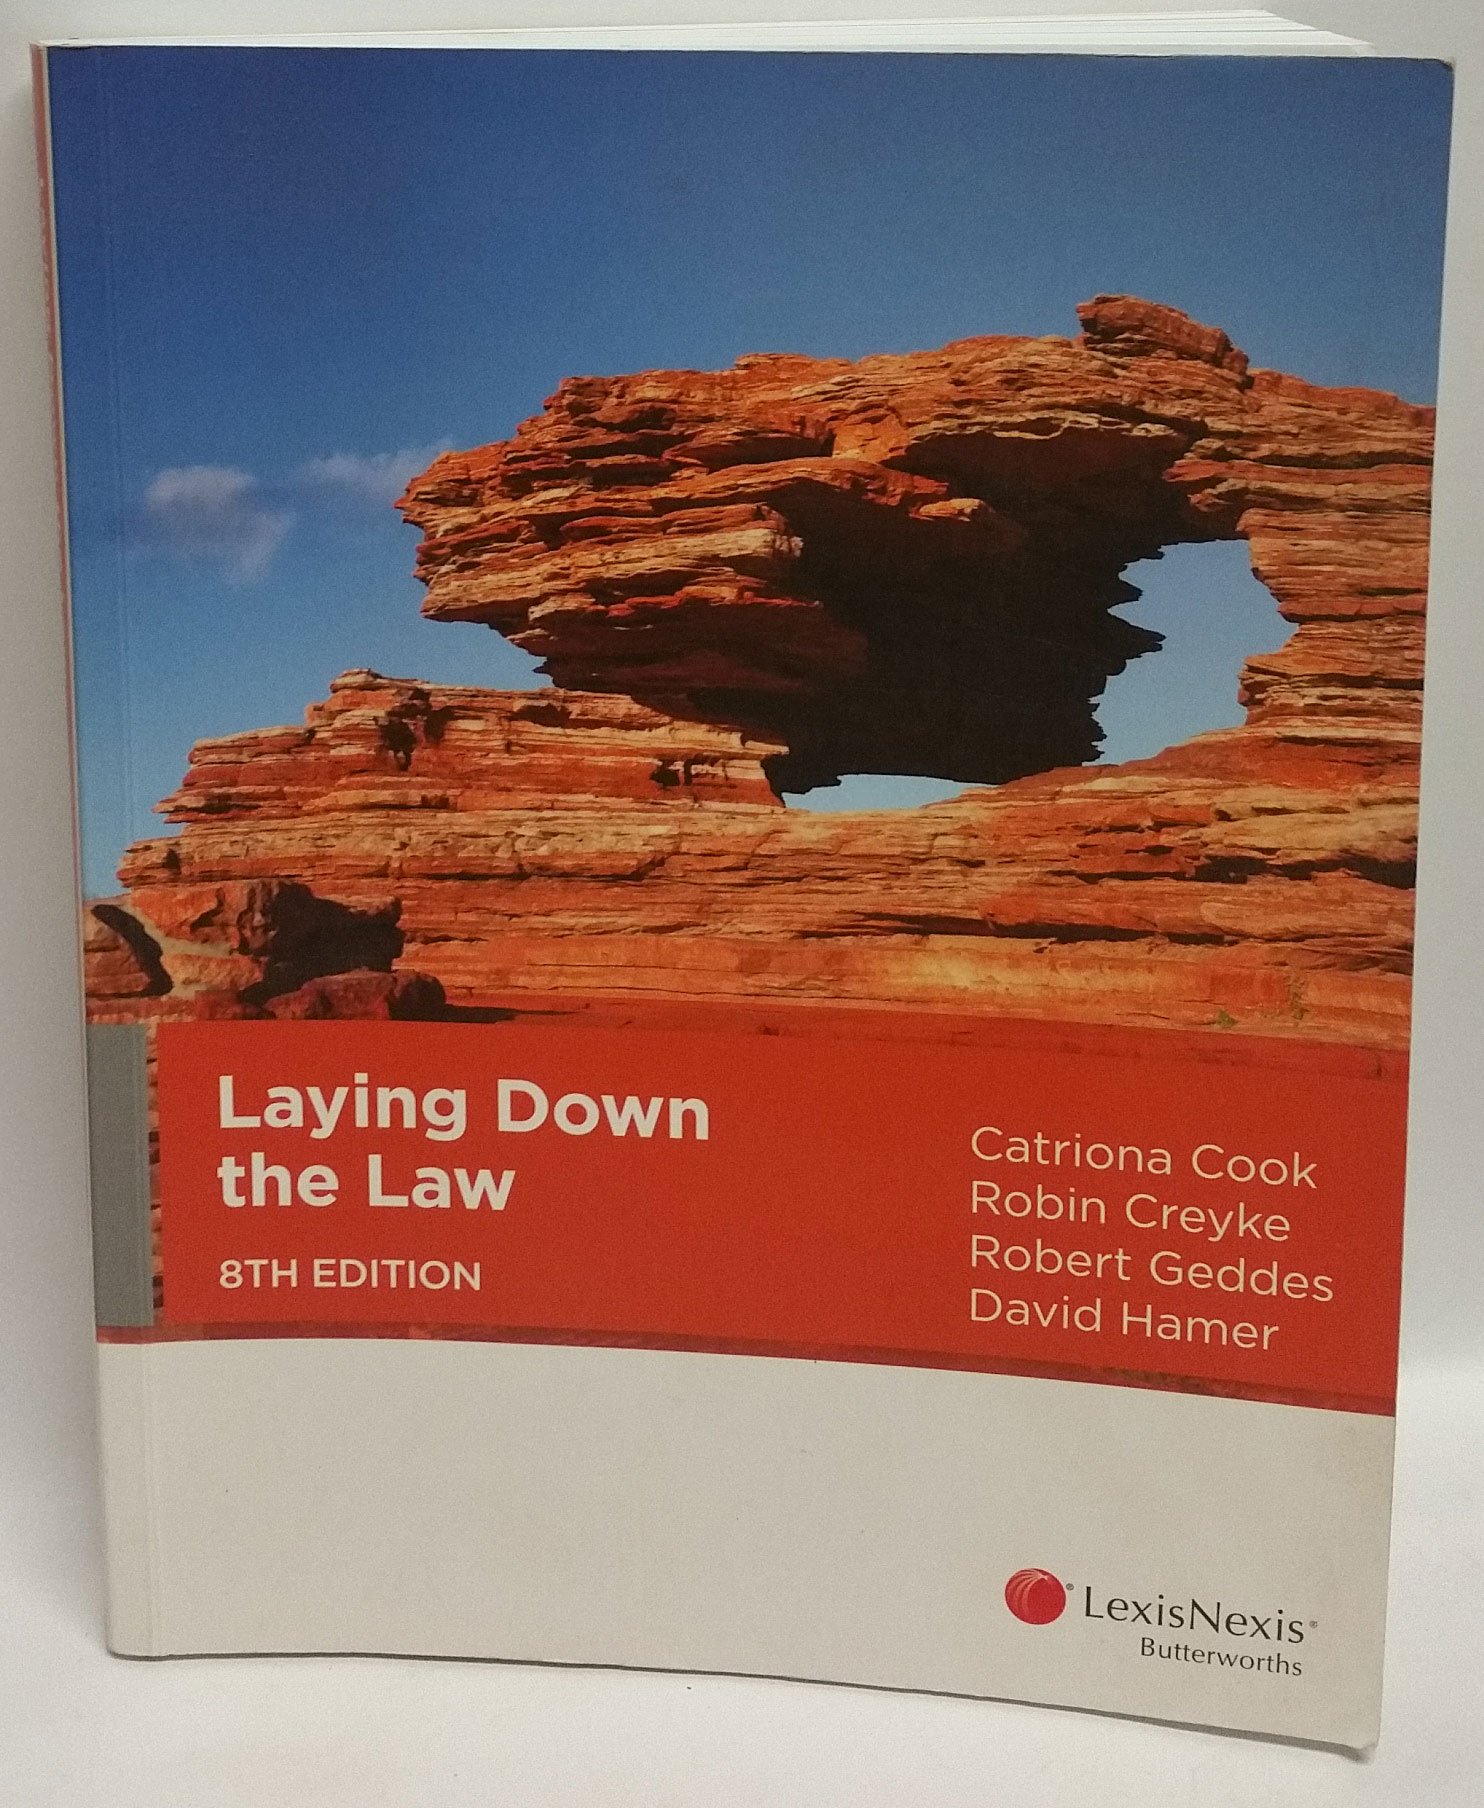 Laying Down
the Law
8TH EDITION
Catriona Cook
Robin Creyke
Robert Geddes
David Hamer
LexisNexis®
Butterworths